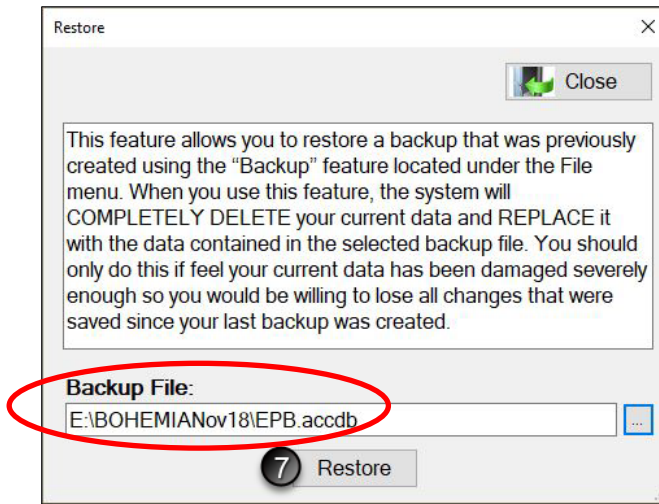 Restore
Close
This feature allows you to restore a backup that was previously
created using the “Backup” feature located under the File
menu. When you use this feature, the system will
COMPLETELY DELETE your current data and REPLACE it
with the data contained in the selected backup file. You should
only do this if feel your current data has been damaged severely
enough so you would be willing to lose all changes that were
saved since your last backup was created.
Backup File:
E:\BOHEMIANov18\EPB.accdb
...
7 Restore